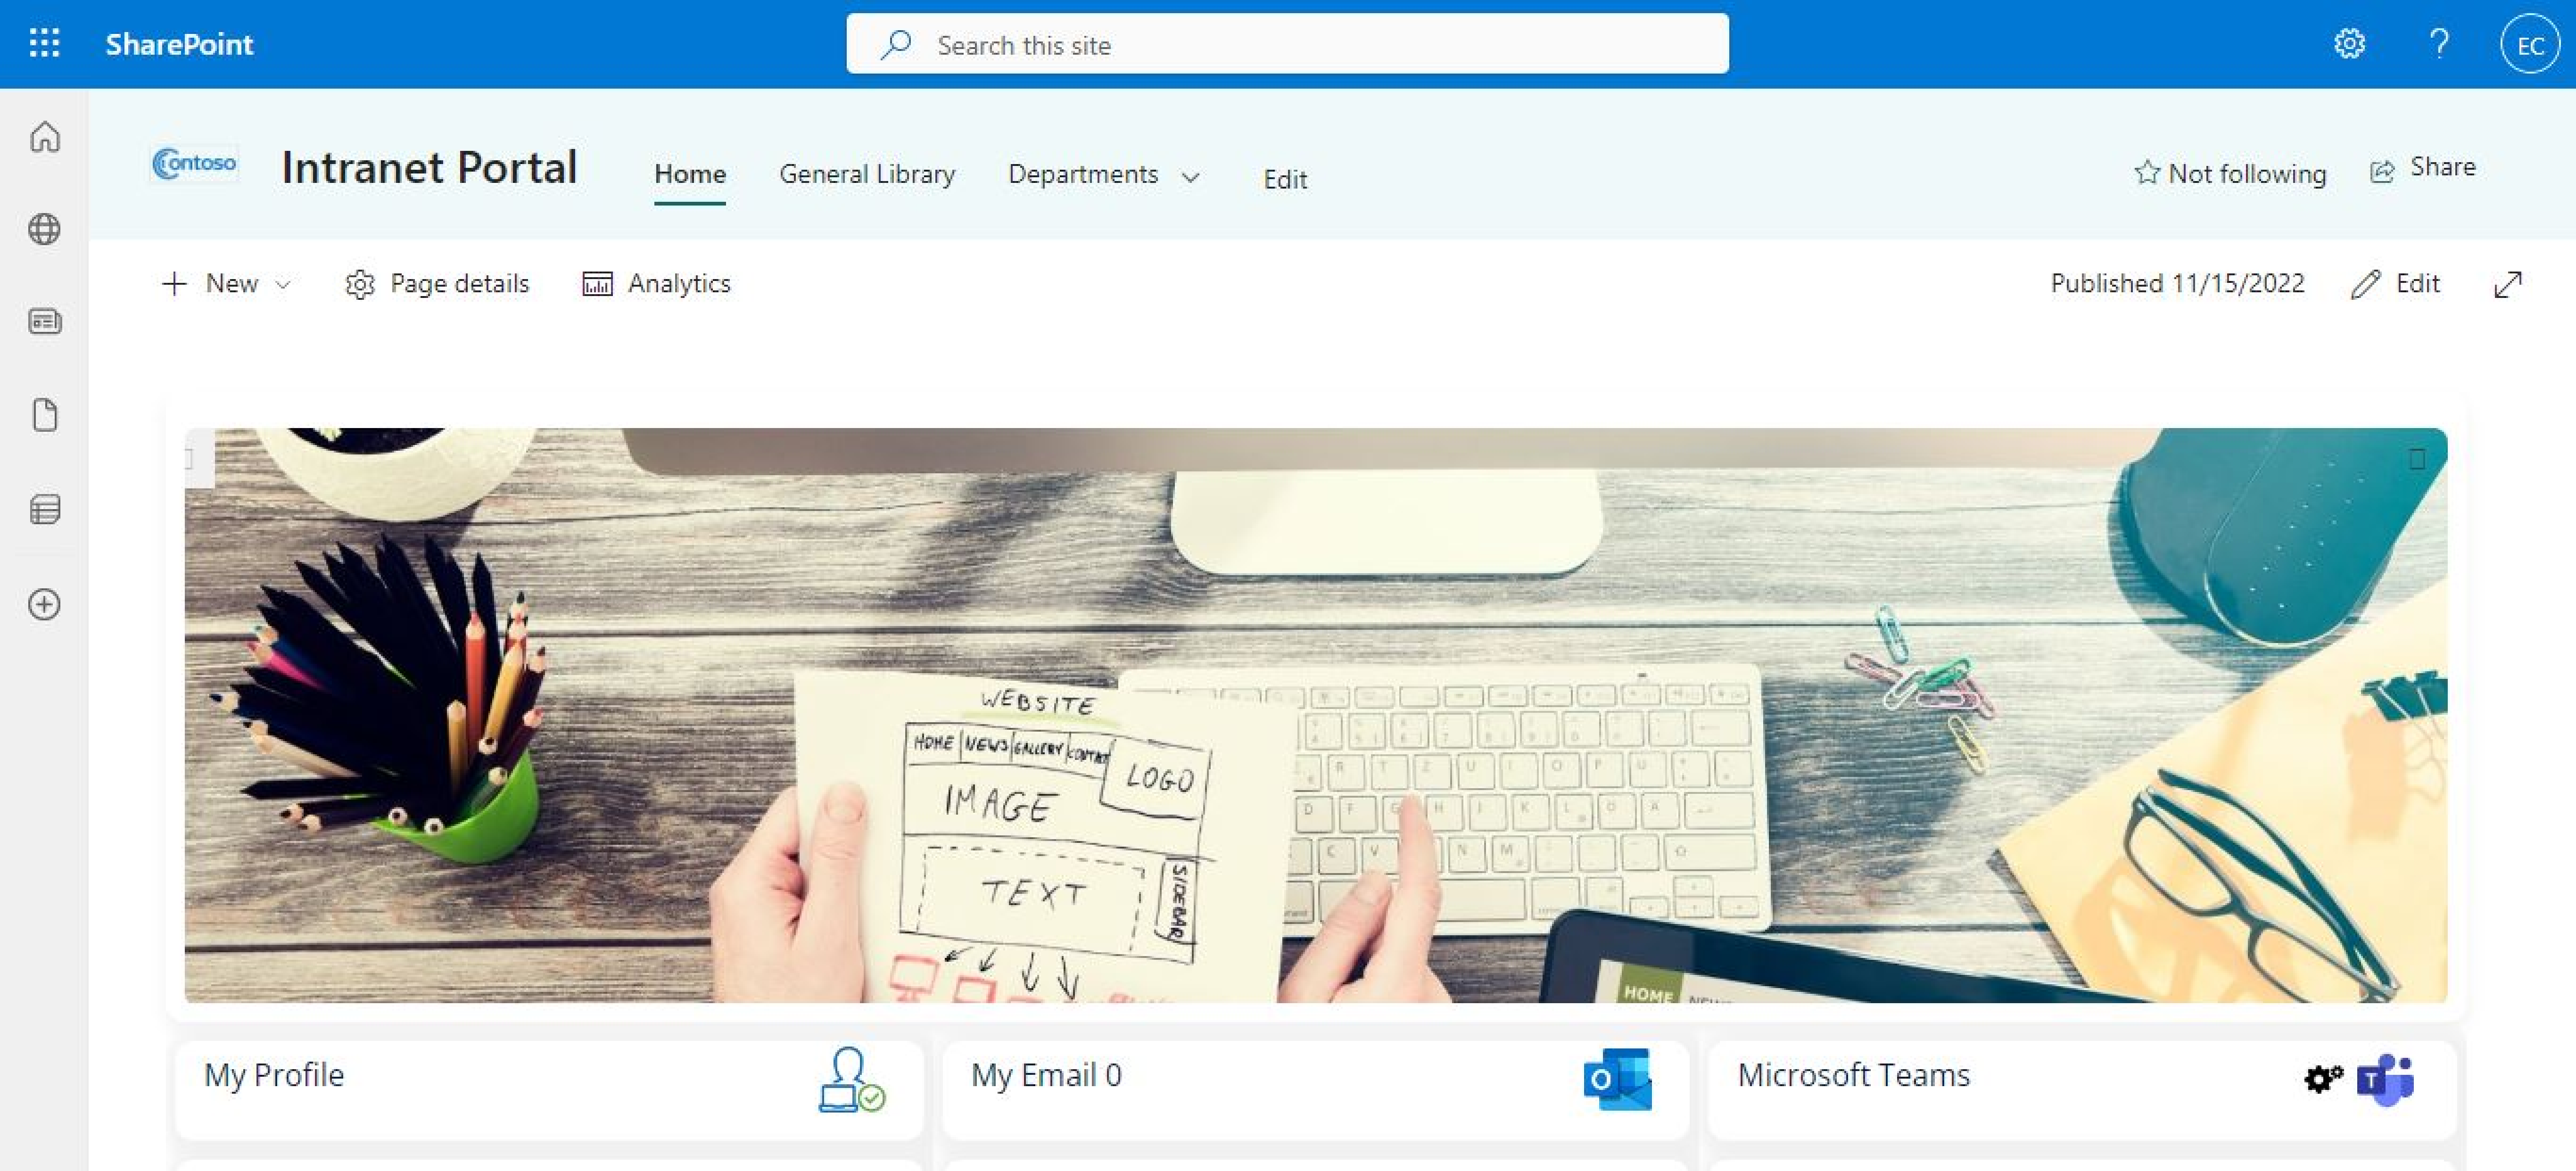 SharePoint
Search this site
?
EC
Contoso
Intranet Portal
Home
General Library
Departments
Edit
Not following
Share
New
Page details
Analytics
Published 11/15/2022
Edit
WEBSITE
HOME NEWS GALLERY CONTACT
LOGO
IMAGE
TEXT
SIDEBAR
R T Z U I O P U
D F G H J K L O A
C V N M
HOME
My Profile
My Email 0
O
Microsoft Teams
T